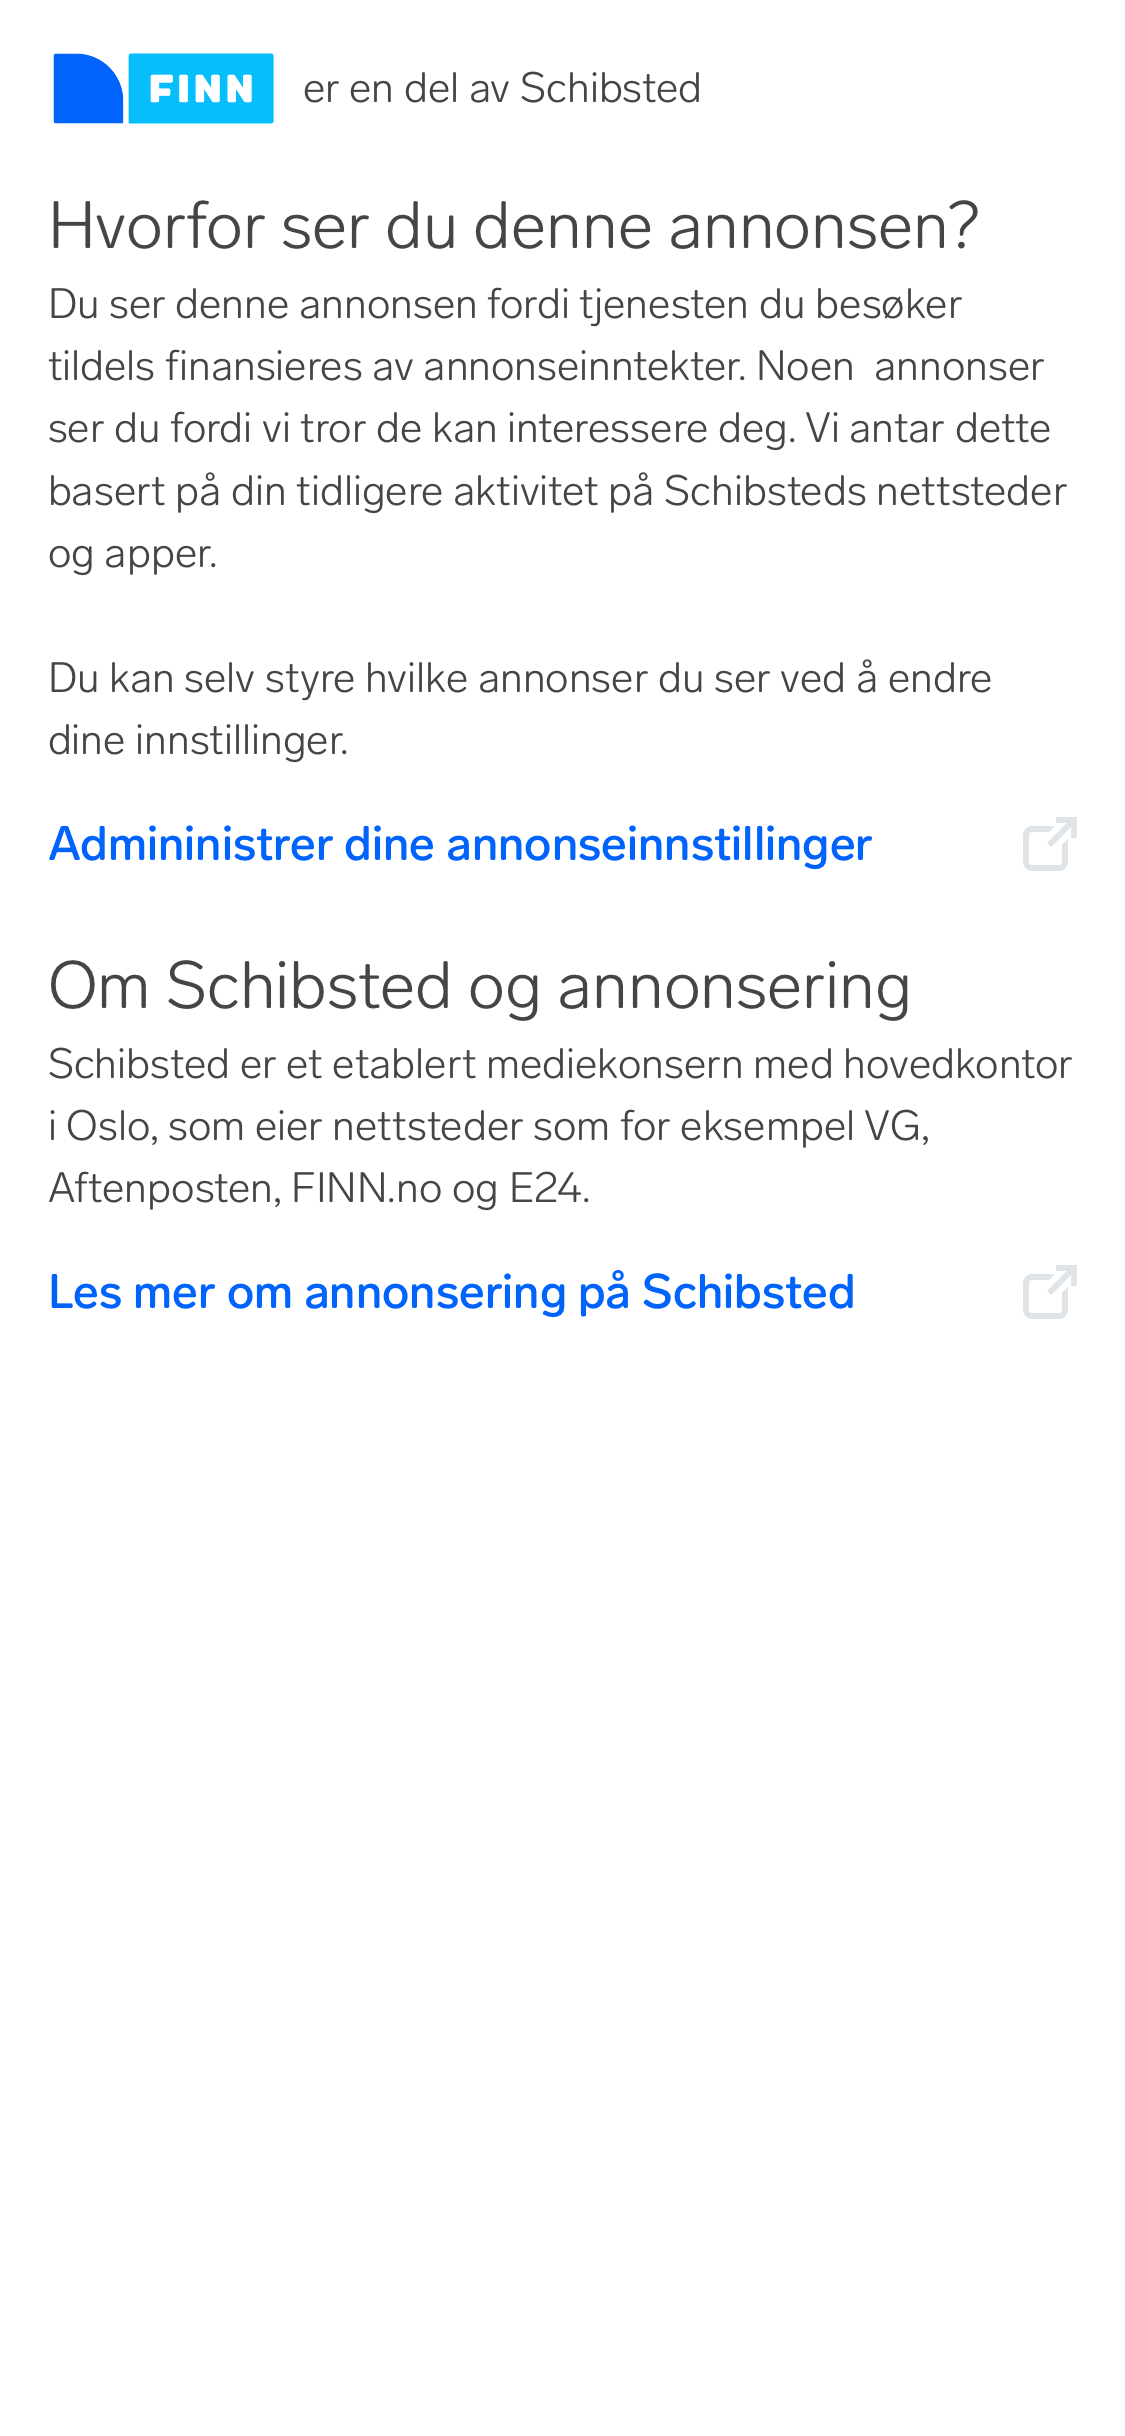 FINN er en del av Schibsted
Hvorfor ser du denne annonsen?
Du ser denne annonsen fordi tjenesten du besøker
tildels finansieres av annonseinntekter. Noen  annonser
ser du fordi vi tror de kan interessere deg. Vi antar dette
basert på din tidligere aktivitet på Schibsteds nettsteder
og apper.
Du kan selv styre hvilke annonser du ser ved å endre
dine innstillinger.
Admininistrer dine annonseinnstillinger
Om Schibsted og annonsering
Schibsted er et etablert mediekonsern med hovedkontor
i Oslo, som eier nettsteder som for eksempel VG,
Aftenposten, FINN.no og E24.
Les mer om annonsering på Schibsted